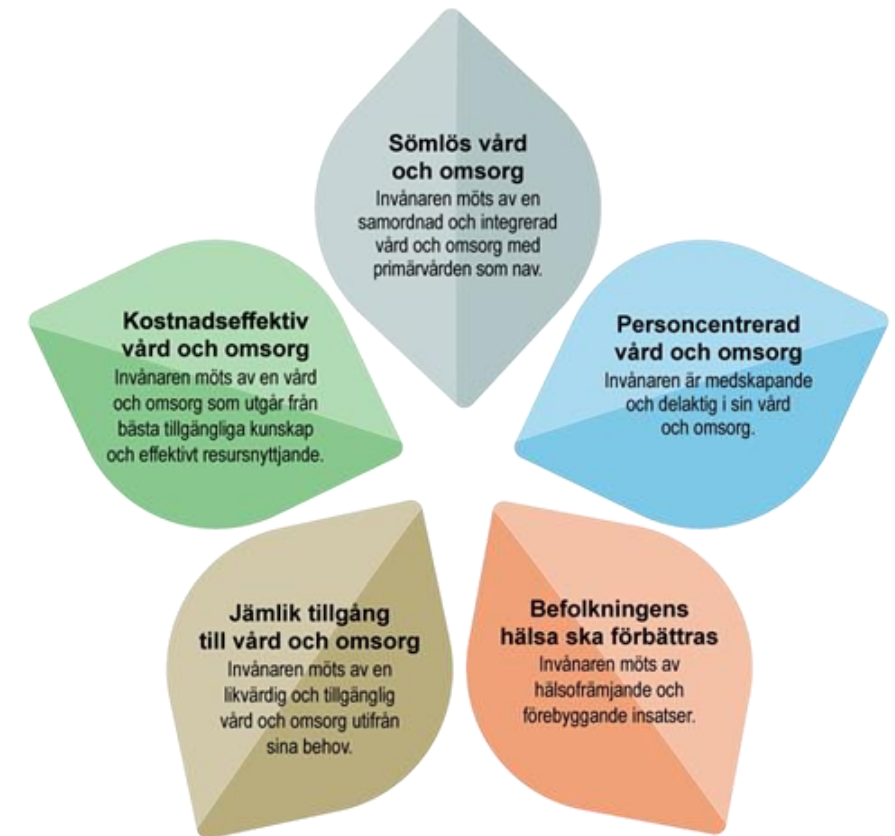 Sömlös vård
och omsorg
Invånaren möts av en
samordnad och integrerad
vård och omsorg med
primärvården som nav.
Kostnadseffektiv
vård och omsorg
Invånaren möts av en vård
och omsorg som utgår från
bästa tillgängliga kunskap
och effektivt resursnyttjande.
Personcentrerad
vård och omsorg
Invånaren är medskapande
och delaktig i sin vård
och omsorg.
Jämlik tillgång
till vård och omsorg
Invånaren möts av en
likvärdig och tillgänglig
vård och omsorg utifrån
sina behov.
Befolkningens
hälsa ska förbättras
Invånaren möts av
hälsofrämjande och
förebyggande insatser.